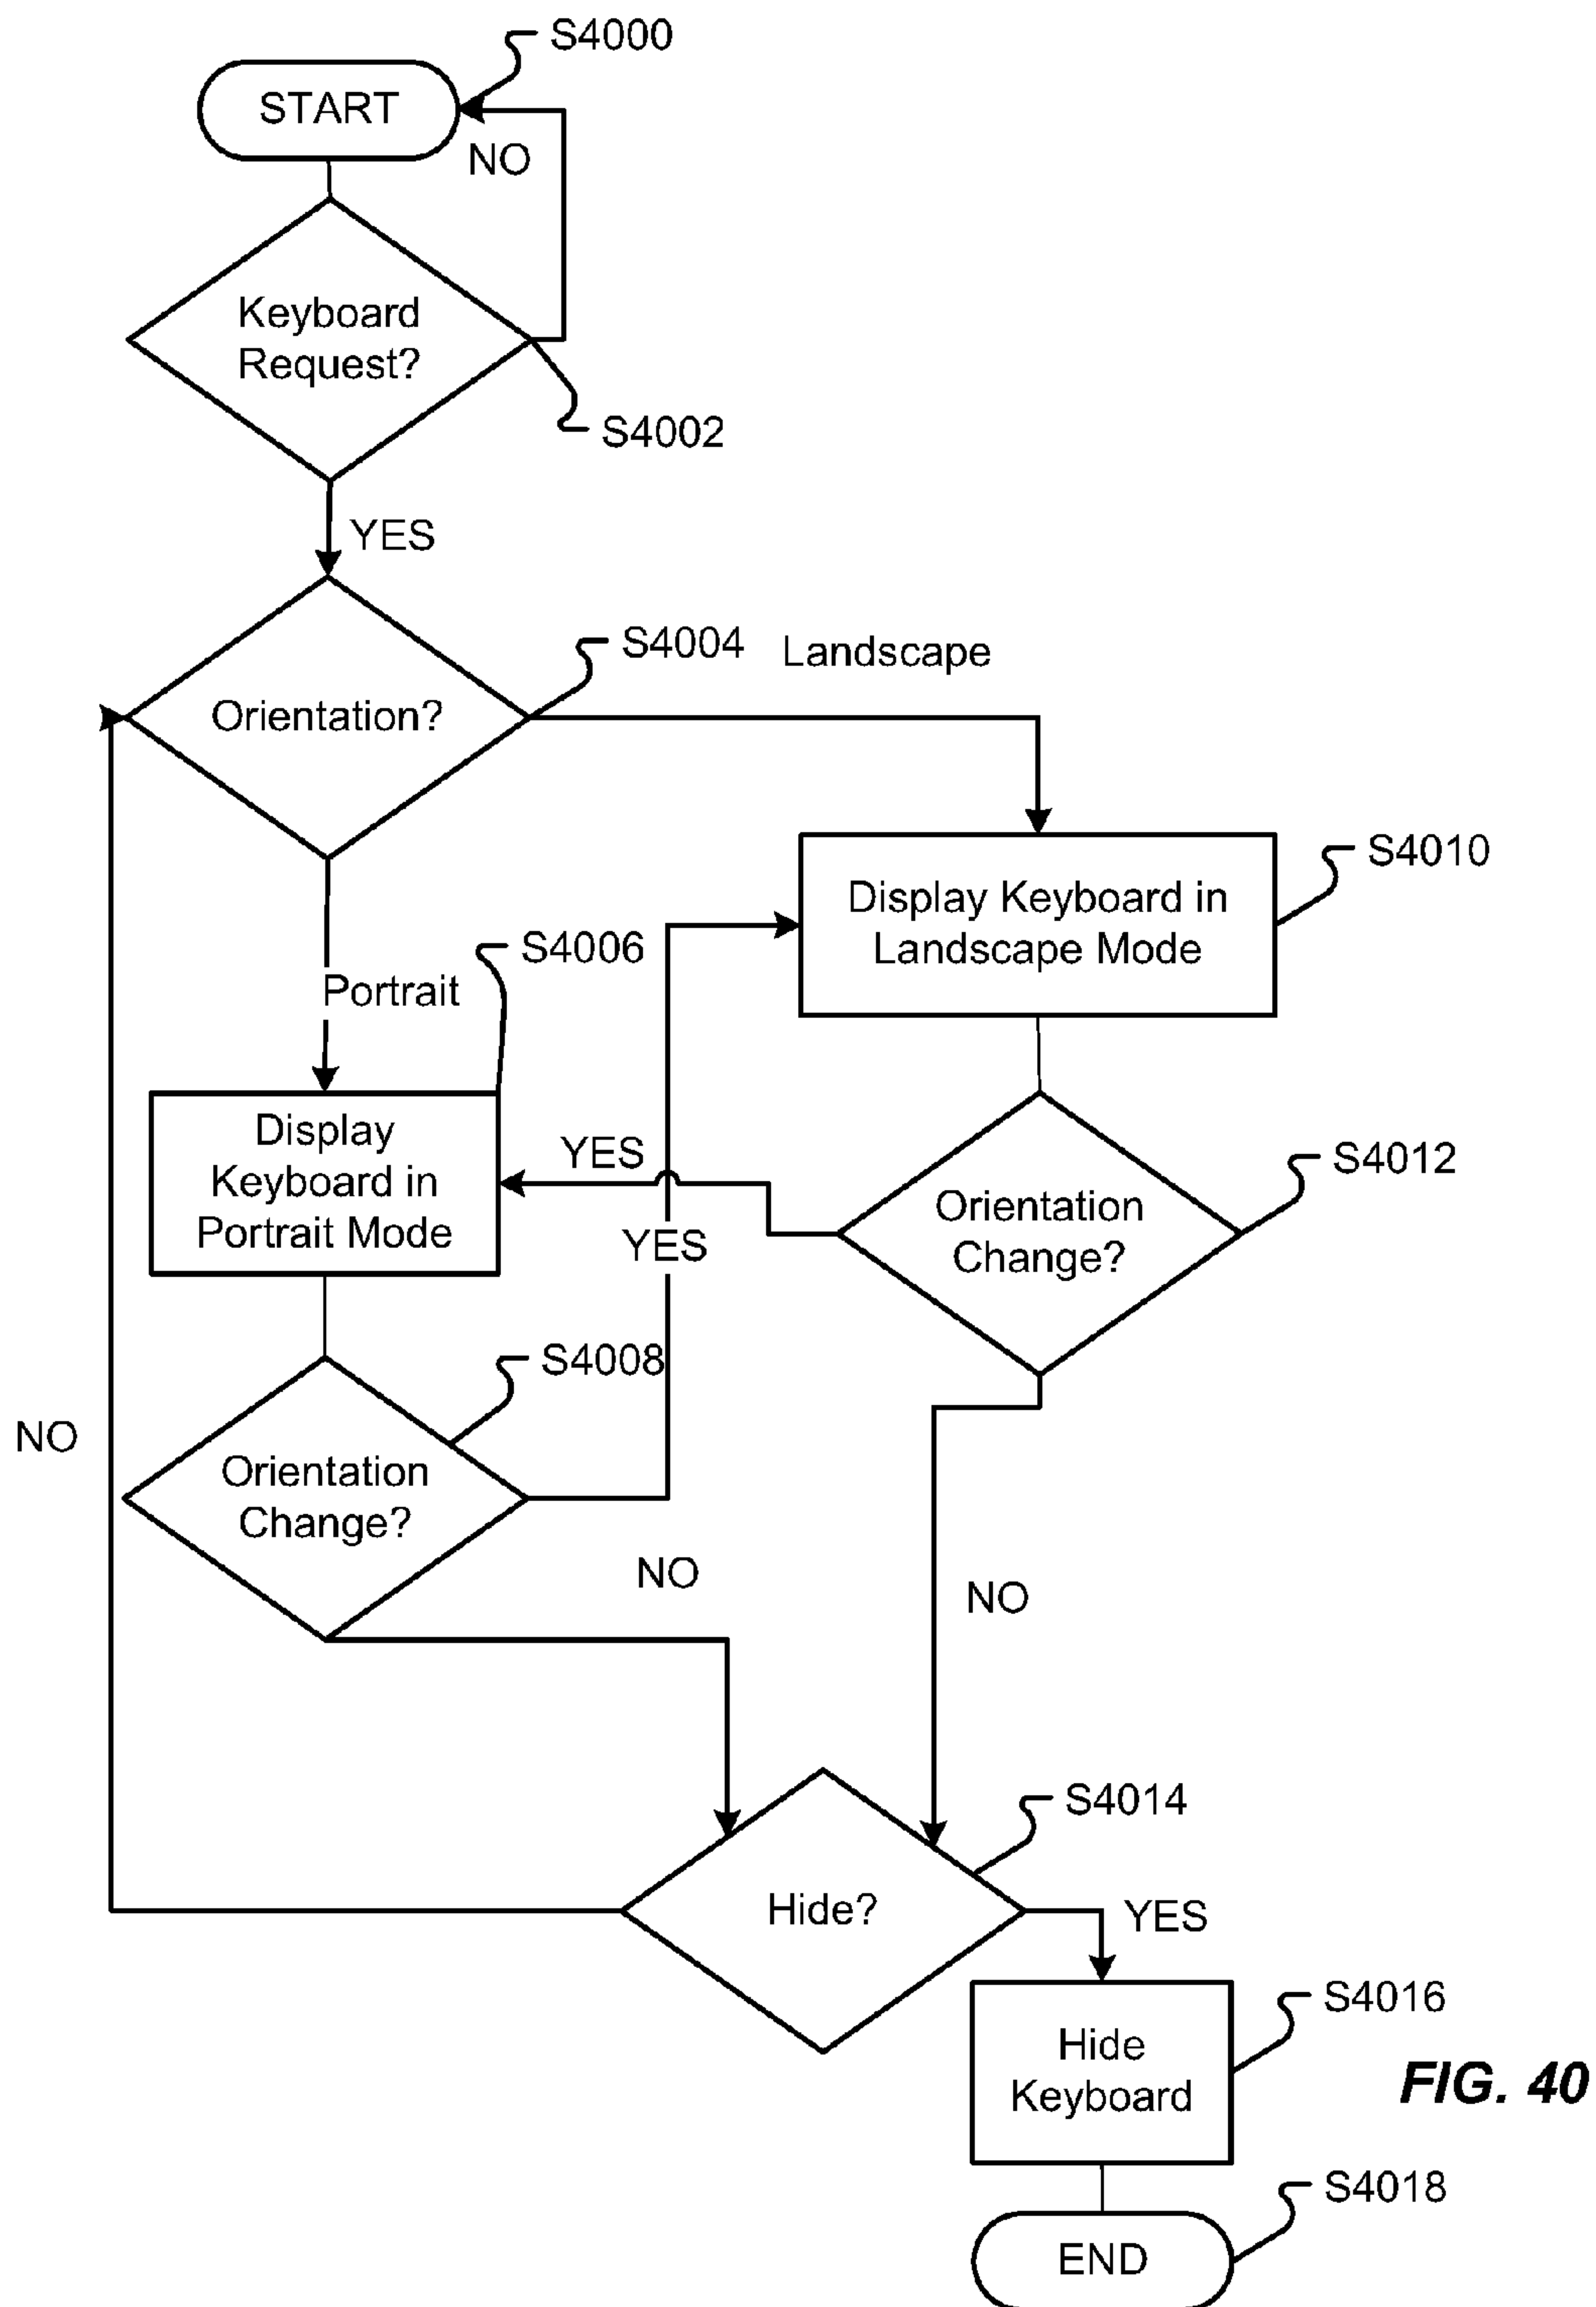 S4000
START
NO
Keyboard
Request?
S4002
YES
S4004
Landscape
Orientation?
S4010
Display Keyboard in
Landscape Mode
S4006
Portrait
Display
Keyboard in
Portrait Mode
YES
S4012
Orientation
Change?
YES
S4008
NO
Orientation
Change?
NO
NO
S4014
Hide?
YES
S4016
Hide
Keyboard
FIG. 40
S4018
END